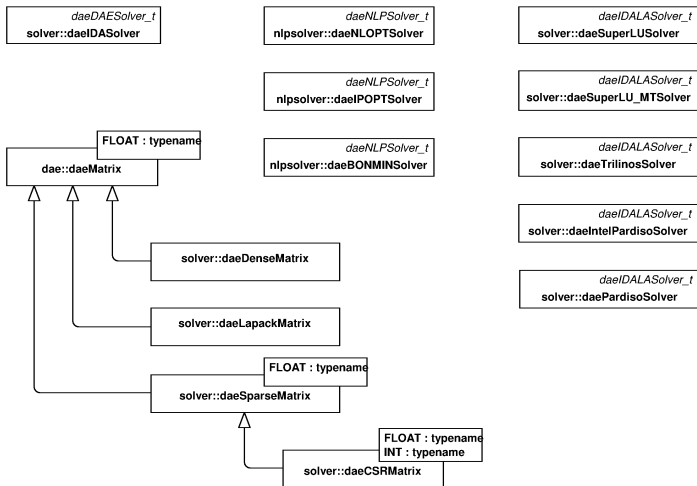 daeDAESolver_t
solver::daeIDASolver
daeNLPSolver_t
nlpsolver::daeNLOPTSolver
daeIDALASolver_t
solver::daeSuperLUSolver
daeNLPSolver_t
nlpsolver::daeIPOPTSolver
daeIDALASolver_t
solver::daeSuperLU_MTSolver
FLOAT : typename
dae::daeMatrix
daeNLPSolver_t
nlpsolver::daeBONMINSolver
daeIDALASolver_t
solver::daeTrilinosSolver
daeIDALASolver_t
solver::daeIntelPardisoSolver
solver::daeDenseMatrix
daeIDALASolver_t
solver::daePardisoSolver
solver::daeLapackMatrix
FLOAT : typename
solver::daeSparseMatrix
FLOAT : typename
INT : typename
solver::daeCSRMatrix